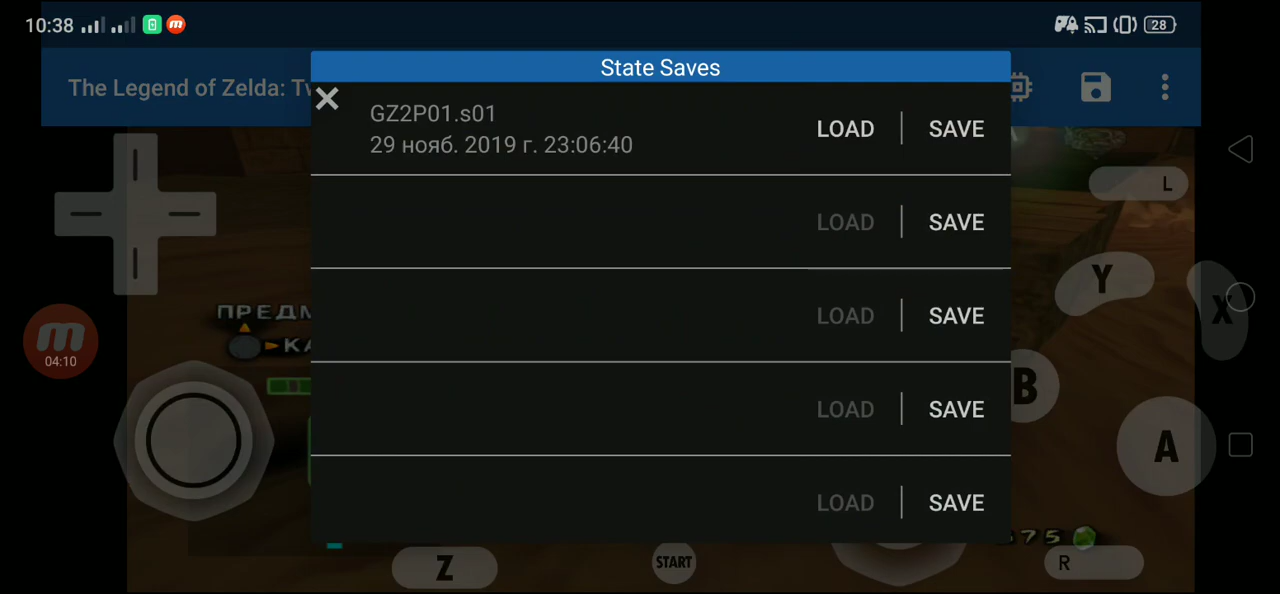 10:38
28
The Legend of Zelda: Tw
State Saves
GZ2P01.s01
29 нояб. 2019 г. 23:06:40
LOAD
SAVE
LOAD
SAVE
LOAD
SAVE
LOAD
SAVE
LOAD
SAVE
L
Y
X
B
A
ПРЕДМ
КА
04:10
Z
START
R
575